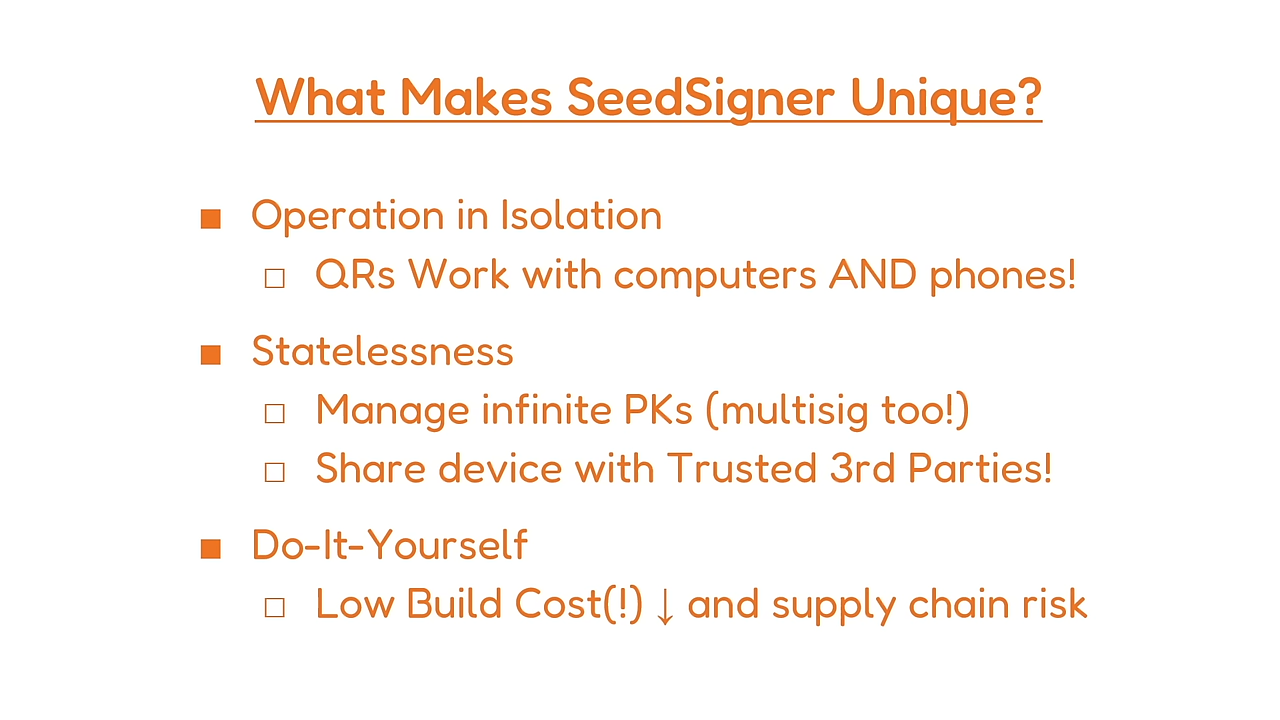 What Makes SeedSigner Unique?
■ Operation in Isolation
□ QRs Work with computers AND phones!
■ Statelessness
□ Manage infinite PKs (multisig too!)
□ Share device with Trusted 3rd Parties!
■ Do-It-Yourself
□ Low Build Cost(!) ↓ and supply chain risk